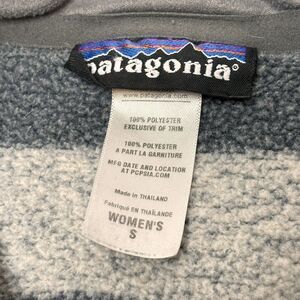 patagonia®
www.patagonia.com
100% POLYESTER
EXCLUSIVE OF TRIM
100% POLYESTER
A PART LA GARNITURE
MFG DATE AND LOCATION
AT PCPSIA.COM
Made in THAILAND
Fabriqué en THAÏLANDE
WOMEN'S
S